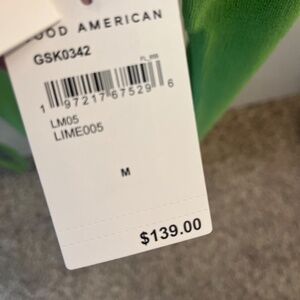 OOD AMERICAN
GSK0342
1 97217 67529 6
LM05
LIME005
M
$139.00